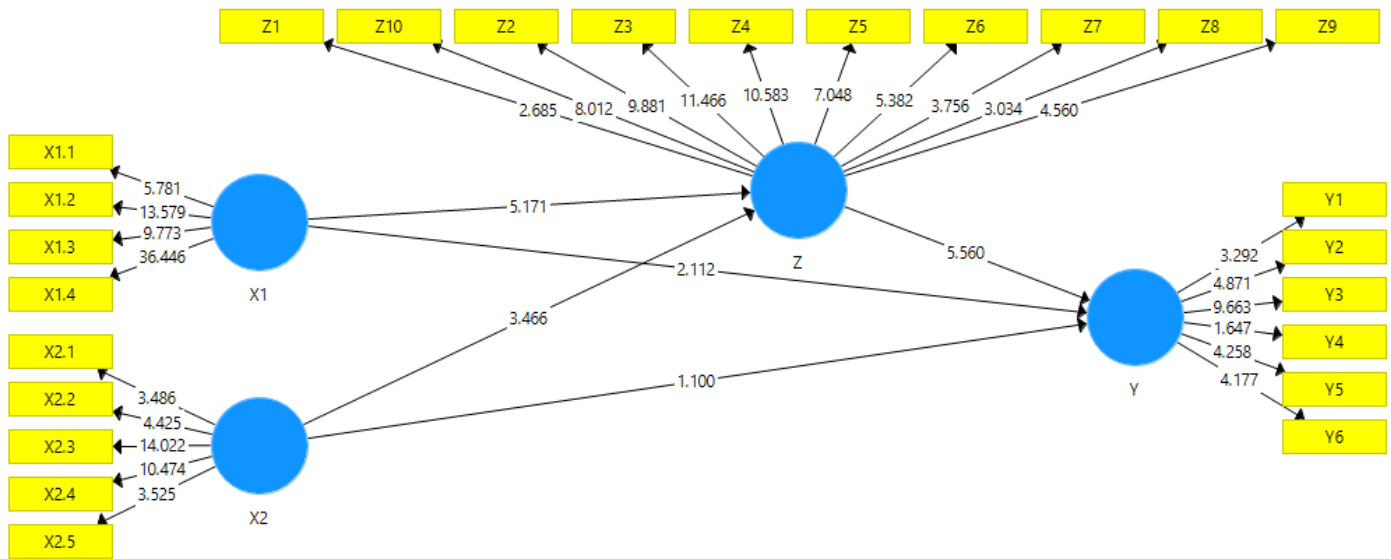 Z1 Z10 Z2 Z3 Z4 Z5 Z6 Z7 Z8 Z9
2.685 8.012 9.881 11.466 10.583 7.048 5.382 3.756 3.034 4.560
X1.1
X1.2
X1.3
X1.4
5.781
13.579
9.773
36.446
X1
5.171
2.112
Z
5.560
3.466
1.100
X2.1
X2.2
X2.3
X2.4
X2.5
3.486
4.425
14.022
10.474
3.525
X2
Y
3.292
4.871
9.663
1.647
4.258
4.177
Y1
Y2
Y3
Y4
Y5
Y6